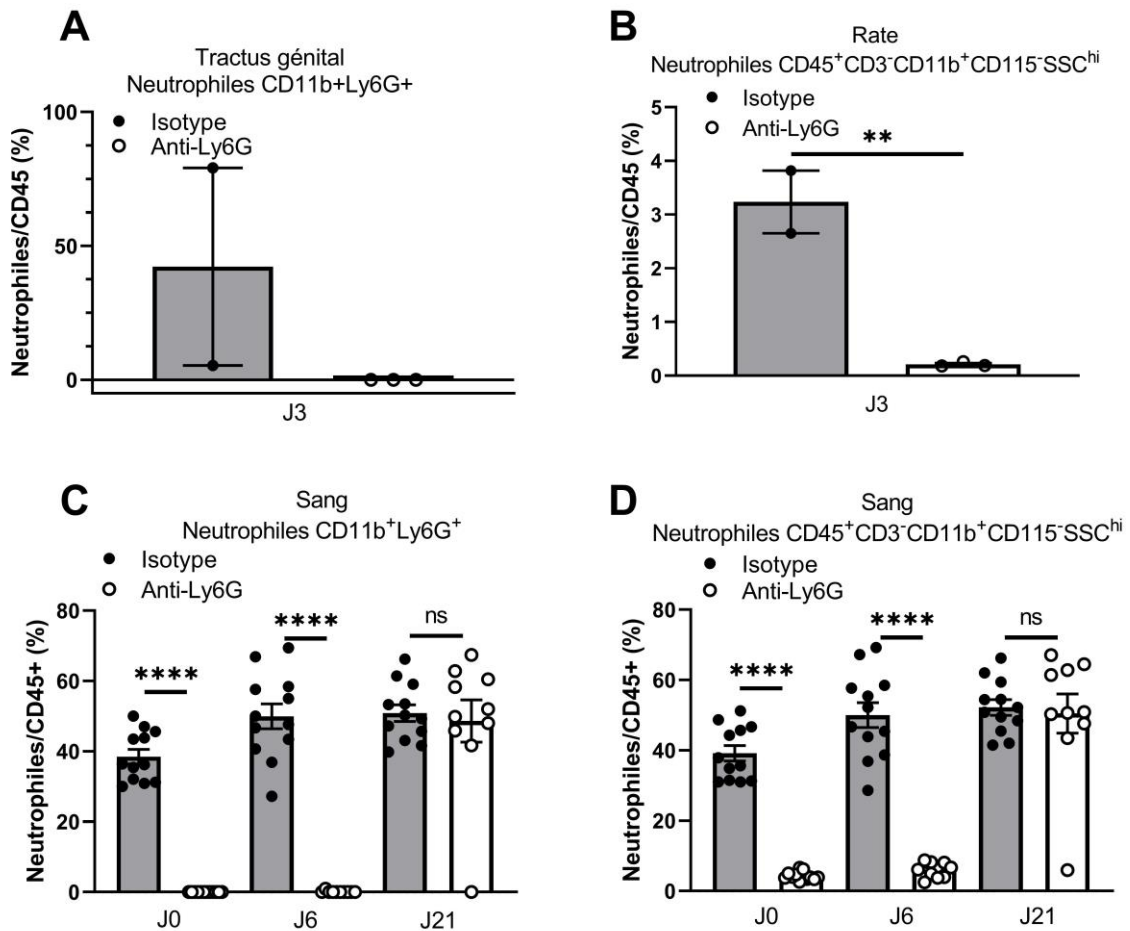 A
Tractus génital
Neutrophiles CD11b+Ly6G+
Isotype
Anti-Ly6G
Neutrophiles/CD45 (%)
100
50
0
J3
B
Rate
Neutrophiles CD45⁺CD3⁻CD11b⁺CD115⁻SSCʰⁱ
Isotype
Anti-Ly6G
Neutrophiles/CD45 (%)
**
5
4
3
2
1
0
J3
C
Sang
Neutrophiles CD11b⁺Ly6G⁺
Isotype
Anti-Ly6G
Neutrophiles/CD45+ (%)
80
60
40
20
0
****
****
ns
J0 J6 J21
D
Sang
Neutrophiles CD45⁺CD3⁻CD11b⁺CD115⁻SSCʰⁱ
Isotype
Anti-Ly6G
Neutrophiles/CD45+ (%)
80
60
40
20
0
****
****
ns
J0 J6 J21